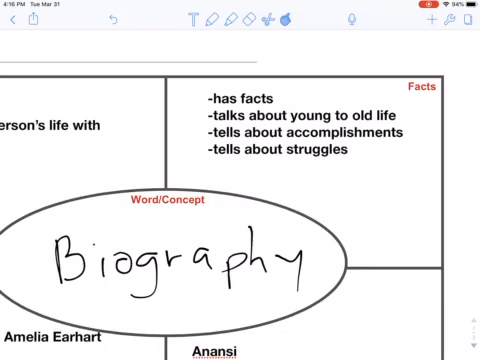 4:16 PM Tue Mar 31
94%
Facts
-has facts
-talks about young to old life
-tells about accomplishments
-tells about struggles
erson's life with
Word/Concept
Biography
Amelia Earhart
Anansi